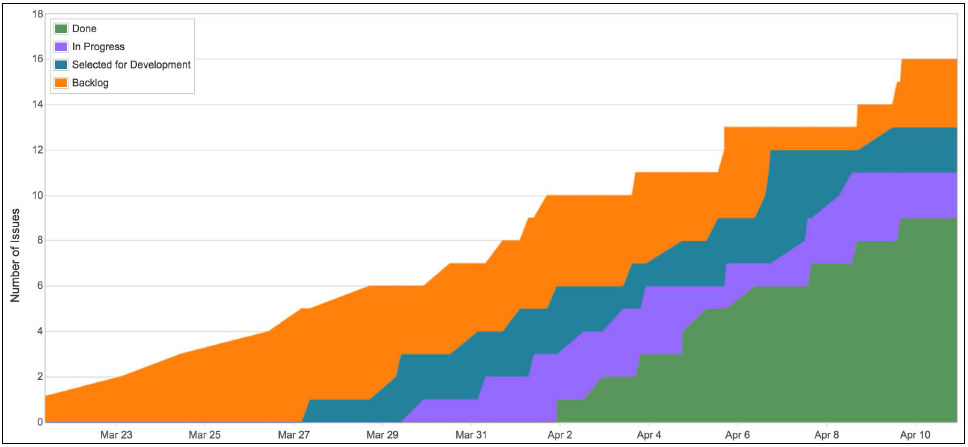 18
16
14
12
10
8
6
4
2
0
Number of Issues
Done
In Progress
Selected for Development
Backlog
Mar 23 Mar 25 Mar 27 Mar 29 Mar 31 Apr 2 Apr 4 Apr 6 Apr 8 Apr 10